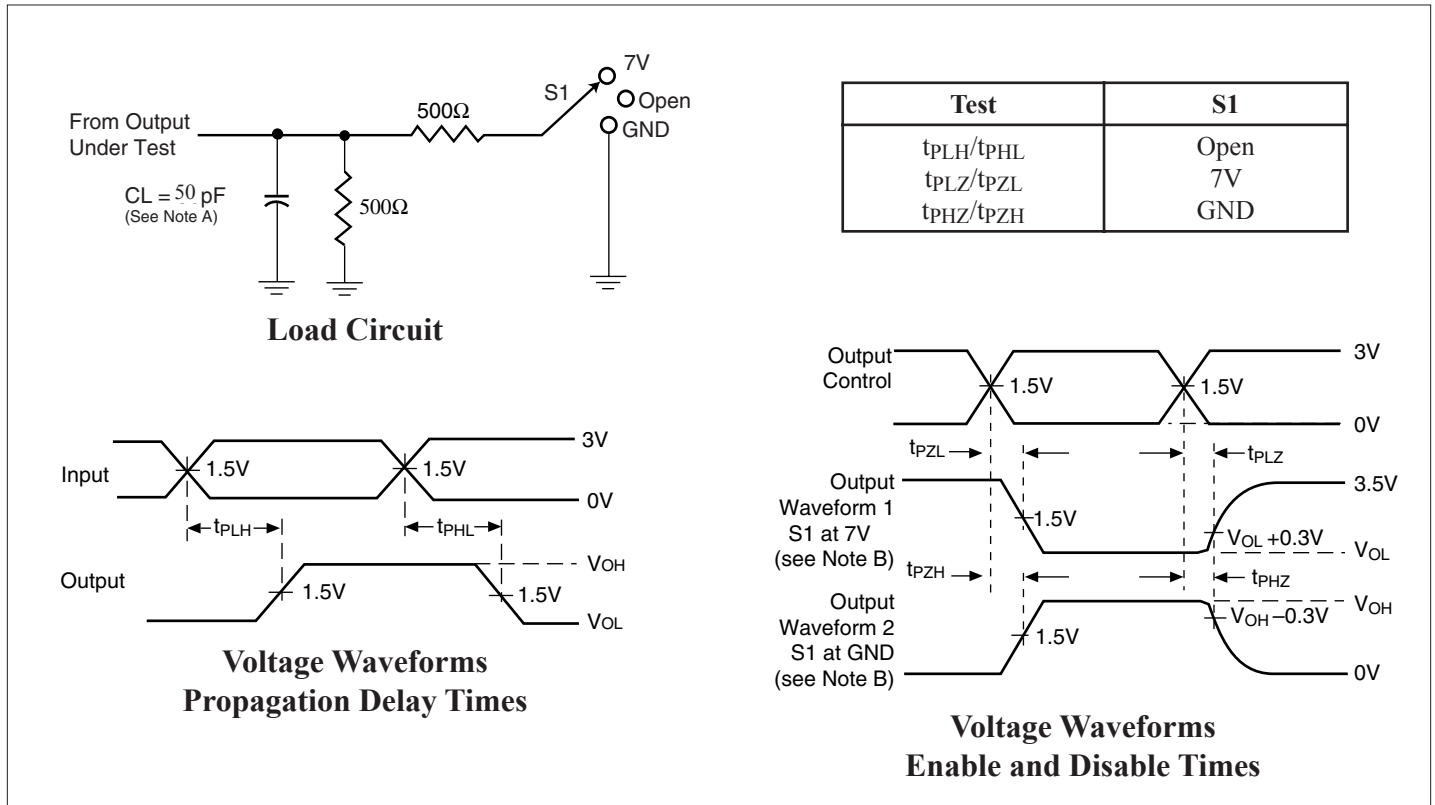 7V
S1
Open
500Ω
GND
From Output
Under Test
CL = 50 pF
(See Note A)
500Ω
Load Circuit
Test S1
tPLH/tPHL Open
tPLZ/tPZL 7V
tPHZ/tPZH GND
Input
3V
1.5V
1.5V
0V
tPLH
tPHL
Output
VOH
1.5V
1.5V
VOL
Voltage Waveforms
Propagation Delay Times
Output
Control
3V
1.5V
1.5V
0V
tPZL
tPLZ
Output
Waveform 1
S1 at 7V
(see Note B)
3.5V
1.5V
VOL +0.3V
VOL
tPZH
tPHZ
Output
Waveform 2
S1 at GND
(see Note B)
VOH
VOH –0.3V
1.5V
0V
Voltage Waveforms
Enable and Disable Times